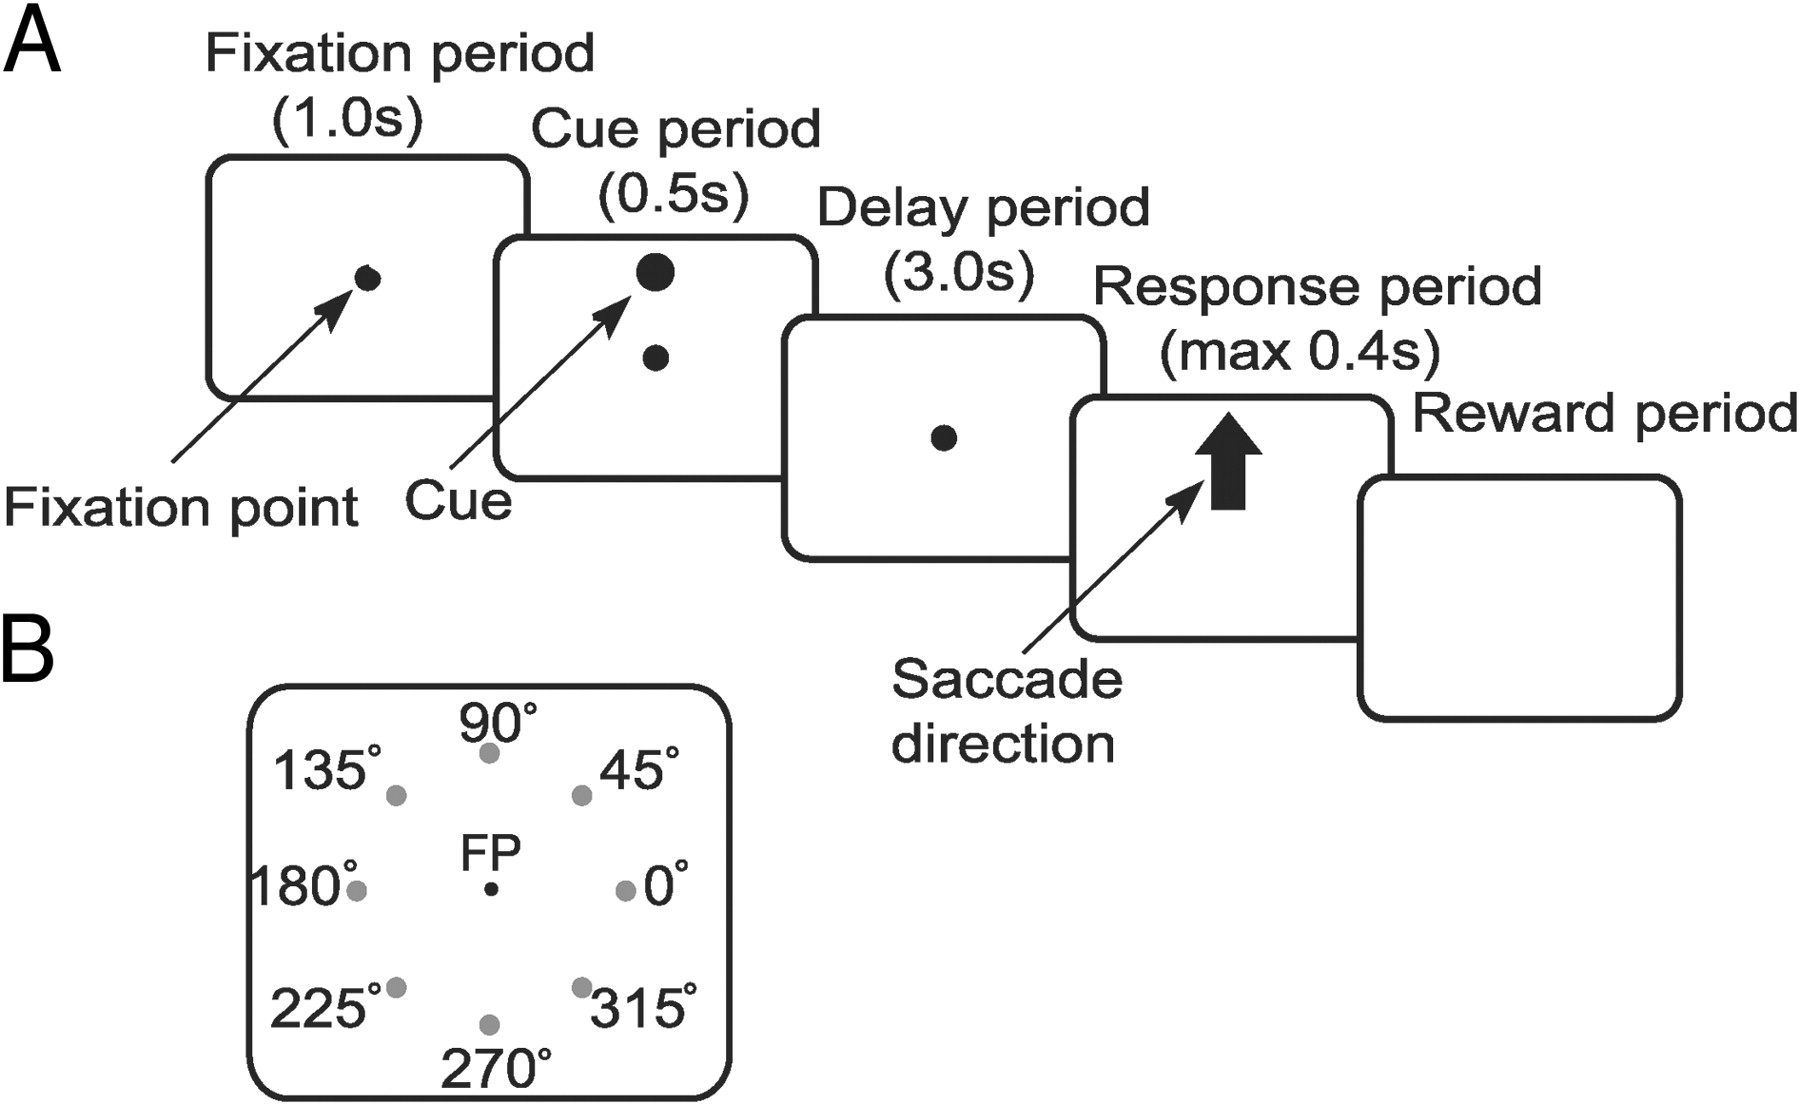 A
Fixation period
(1.0s)
Cue period
(0.5s)
Delay period
(3.0s)
Response period
(max 0.4s)
Reward period
Fixation point
Cue
Saccade
direction
B
90°
135°
45°
FP
180°
0°
225°
315°
270°